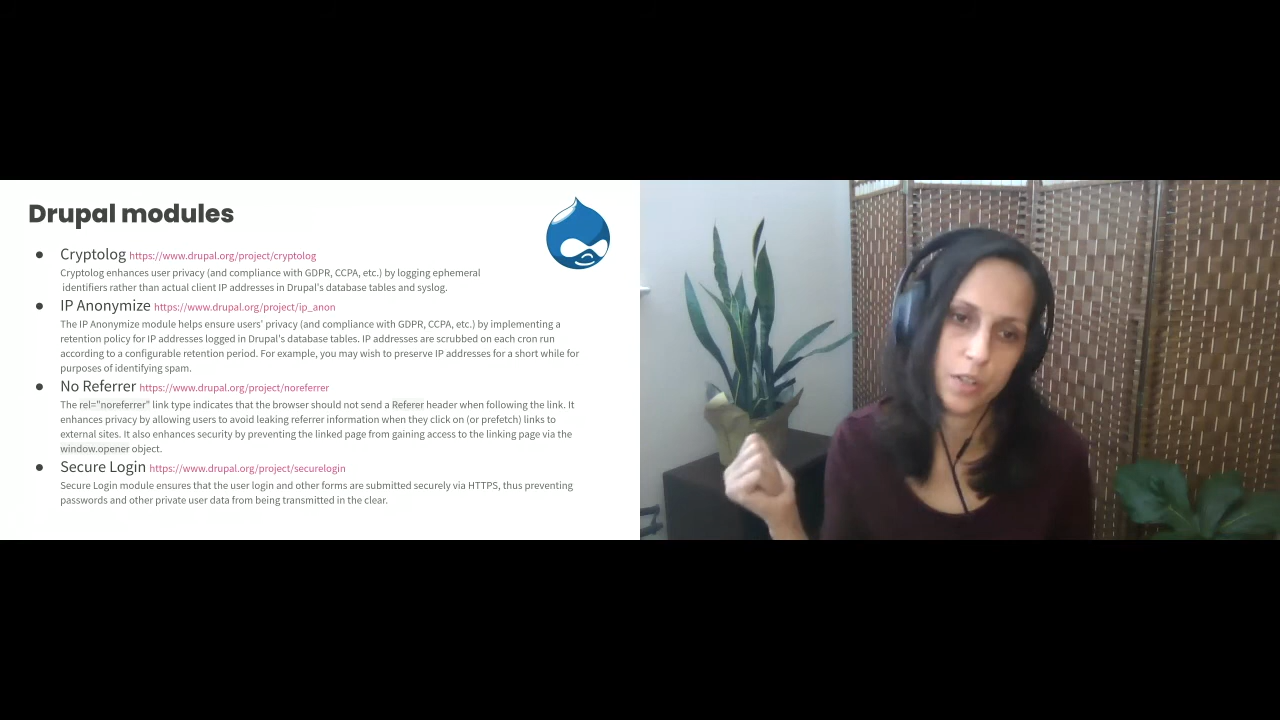 Drupal modules
● Cryptolog https://www.drupal.org/project/cryptolog
Cryptolog enhances user privacy (and compliance with GDPR, CCPA, etc.) by logging ephemeral
identifiers rather than actual client IP addresses in Drupal's database tables and syslog.
● IP Anonymize https://www.drupal.org/project/ip_anon
The IP Anonymize module helps ensure users' privacy (and compliance with GDPR, CCPA, etc.) by implementing a
retention policy for IP addresses logged in Drupal's database tables. IP addresses are scrubbed on each cron run
according to a configurable retention period. For example, you may wish to preserve IP addresses for a short while for
purposes of identifying spam.
● No Referrer https://www.drupal.org/project/noreferrer
The rel="noreferrer" link type indicates that the browser should not send a Referer header when following the link. It
enhances privacy by allowing users to avoid leaking referrer information when they click on (or prefetch) links to
external sites. It also enhances security by preventing the linked page from gaining access to the linking page via the
window.opener object.
● Secure Login https://www.drupal.org/project/securelogin
Secure Login module ensures that the user login and other forms are submitted securely via HTTPS, thus preventing
passwords and other private user data from being transmitted in the clear.